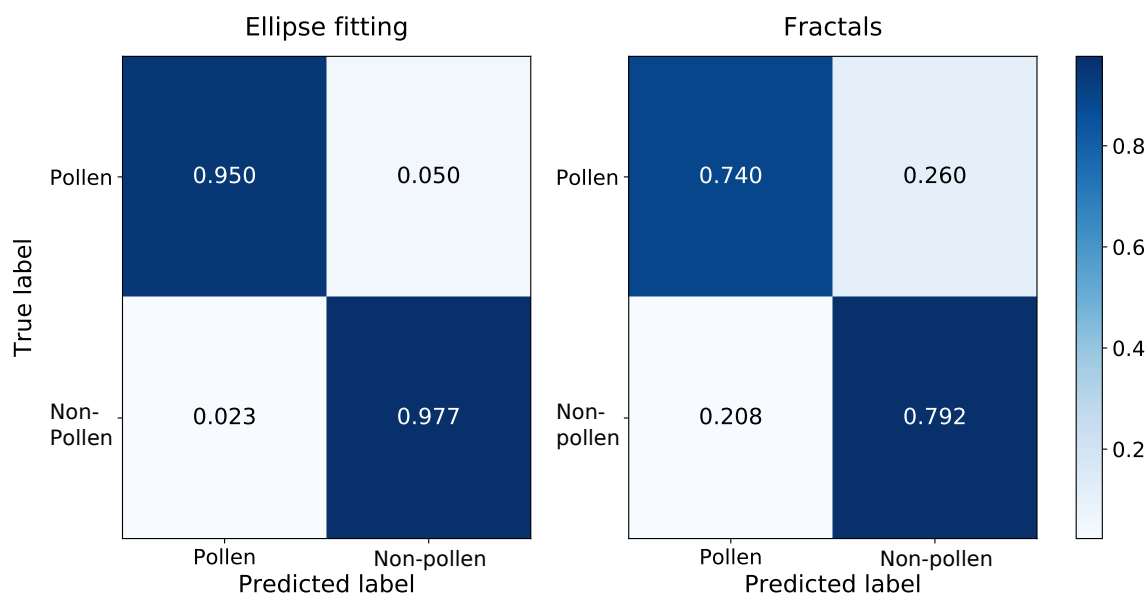 Ellipse fitting
Fractals
True label
Pollen
0.950
0.050
Non-
Pollen
0.023
0.977
Pollen
Non-pollen
Predicted label
Pollen
0.740
0.260
Non-
pollen
0.208
0.792
Pollen
Non-pollen
Predicted label
0.8
0.6
0.4
0.2